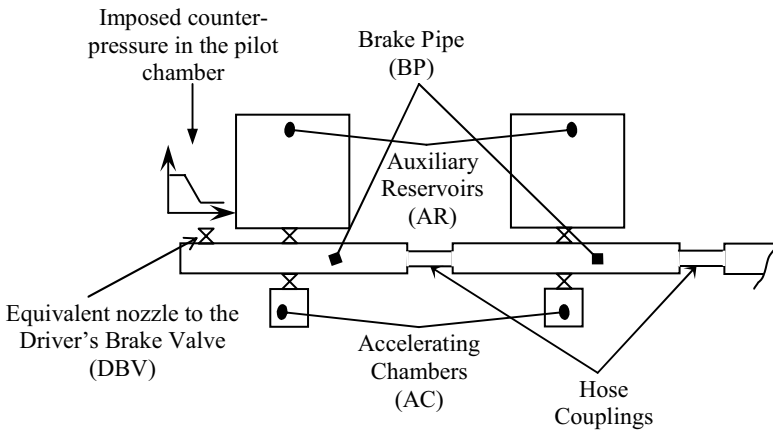 Imposed counter-
pressure in the pilot
chamber
Brake Pipe
(BP)
Auxiliary
Reservoirs
(AR)
Equivalent nozzle to the
Driver's Brake Valve
(DBV)
Accelerating
Chambers
(AC)
Hose
Couplings